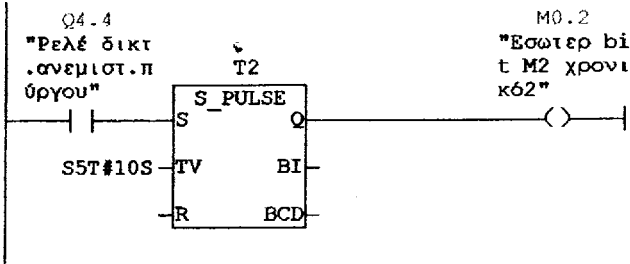 Q4.4
"Ρελέ δικτ
.ανεμιστ.π
ύργου"
M0.2
"Εσωτερ bi
t M2 χρονι
κ62"
T2
S_PULSE
S
Q
S5T#10S
TV
BI
R
BCD